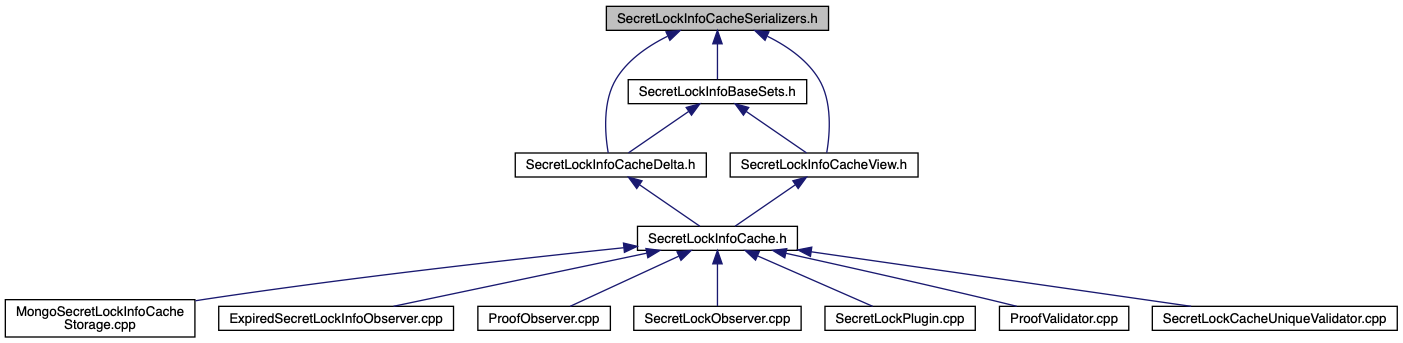 SecretLockInfoCacheSerializers.h
SecretLockInfoBaseSets.h
SecretLockInfoCacheDelta.h
SecretLockInfoCacheView.h
SecretLockInfoCache.h
MongoSecretLockInfoCache
Storage.cpp
ExpiredSecretLockInfoObserver.cpp
ProofObserver.cpp
SecretLockObserver.cpp
SecretLockPlugin.cpp
ProofValidator.cpp
SecretLockCacheUniqueValidator.cpp